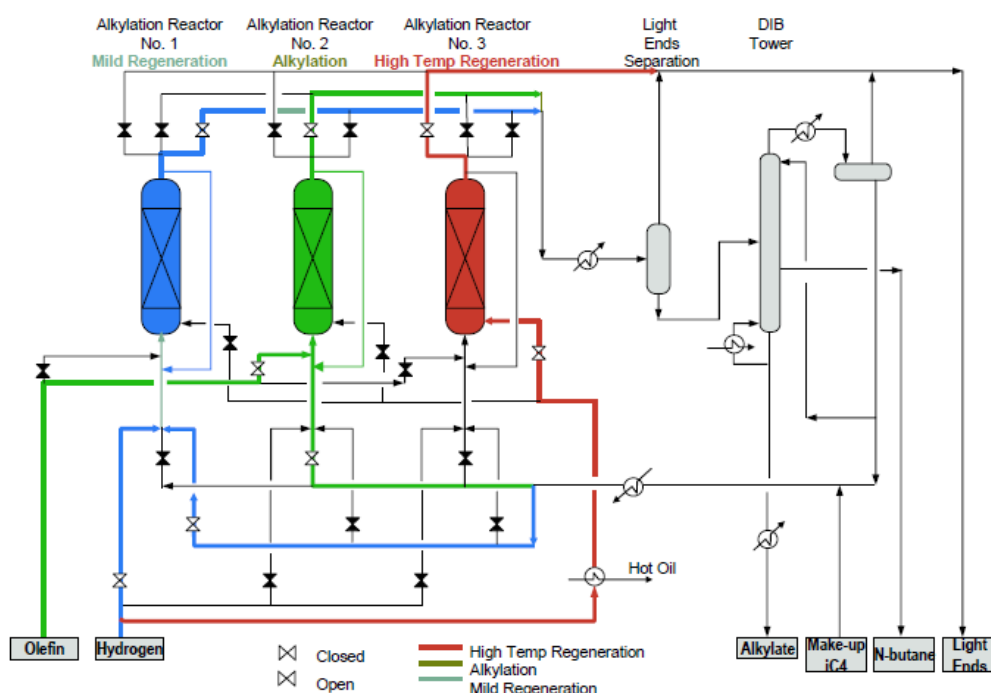 Alkylation Reactor
No. 1
Mild Regeneration
Alkylation Reactor
No. 2
Alkylation
Alkylation Reactor
No. 3
High Temp Regeneration
Light
Ends
Separation
DIB
Tower
Hot Oil
Olefin
Hydrogen
Closed
Open
High Temp Regeneration
Alkylation
Mild Regeneration
Alkylate
Make-up
iC4
N-butane
Light
Ends